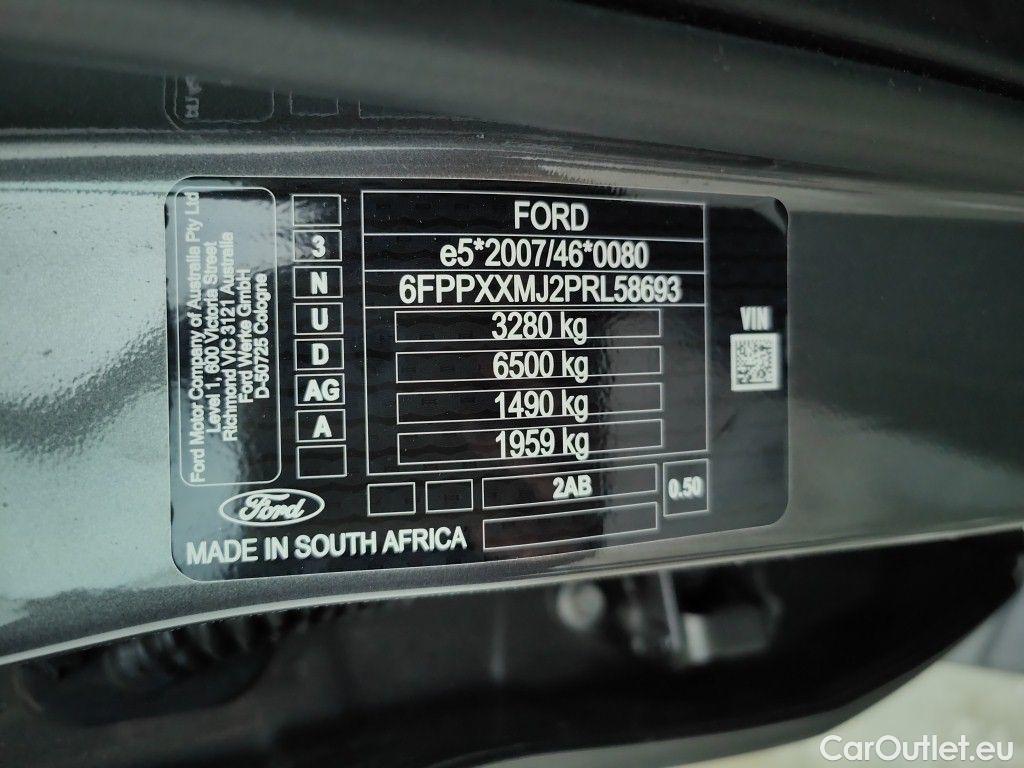 Ford Motor Company of Australia Pty Ltd
Level 1, 600 Victoria Street
Richmond VIC 3121 Australia
Ford Werke GmbH
D-50725 Cologne
3
N
U
D
AG
A
FORD
e5*2007/46*0080
6FPPXXMJ2PRL58693
3280 kg
6500 kg
1490 kg
1959 kg
VIN
2AB
0.50
Ford
MADE IN SOUTH AFRICA
CarOutlet.eu